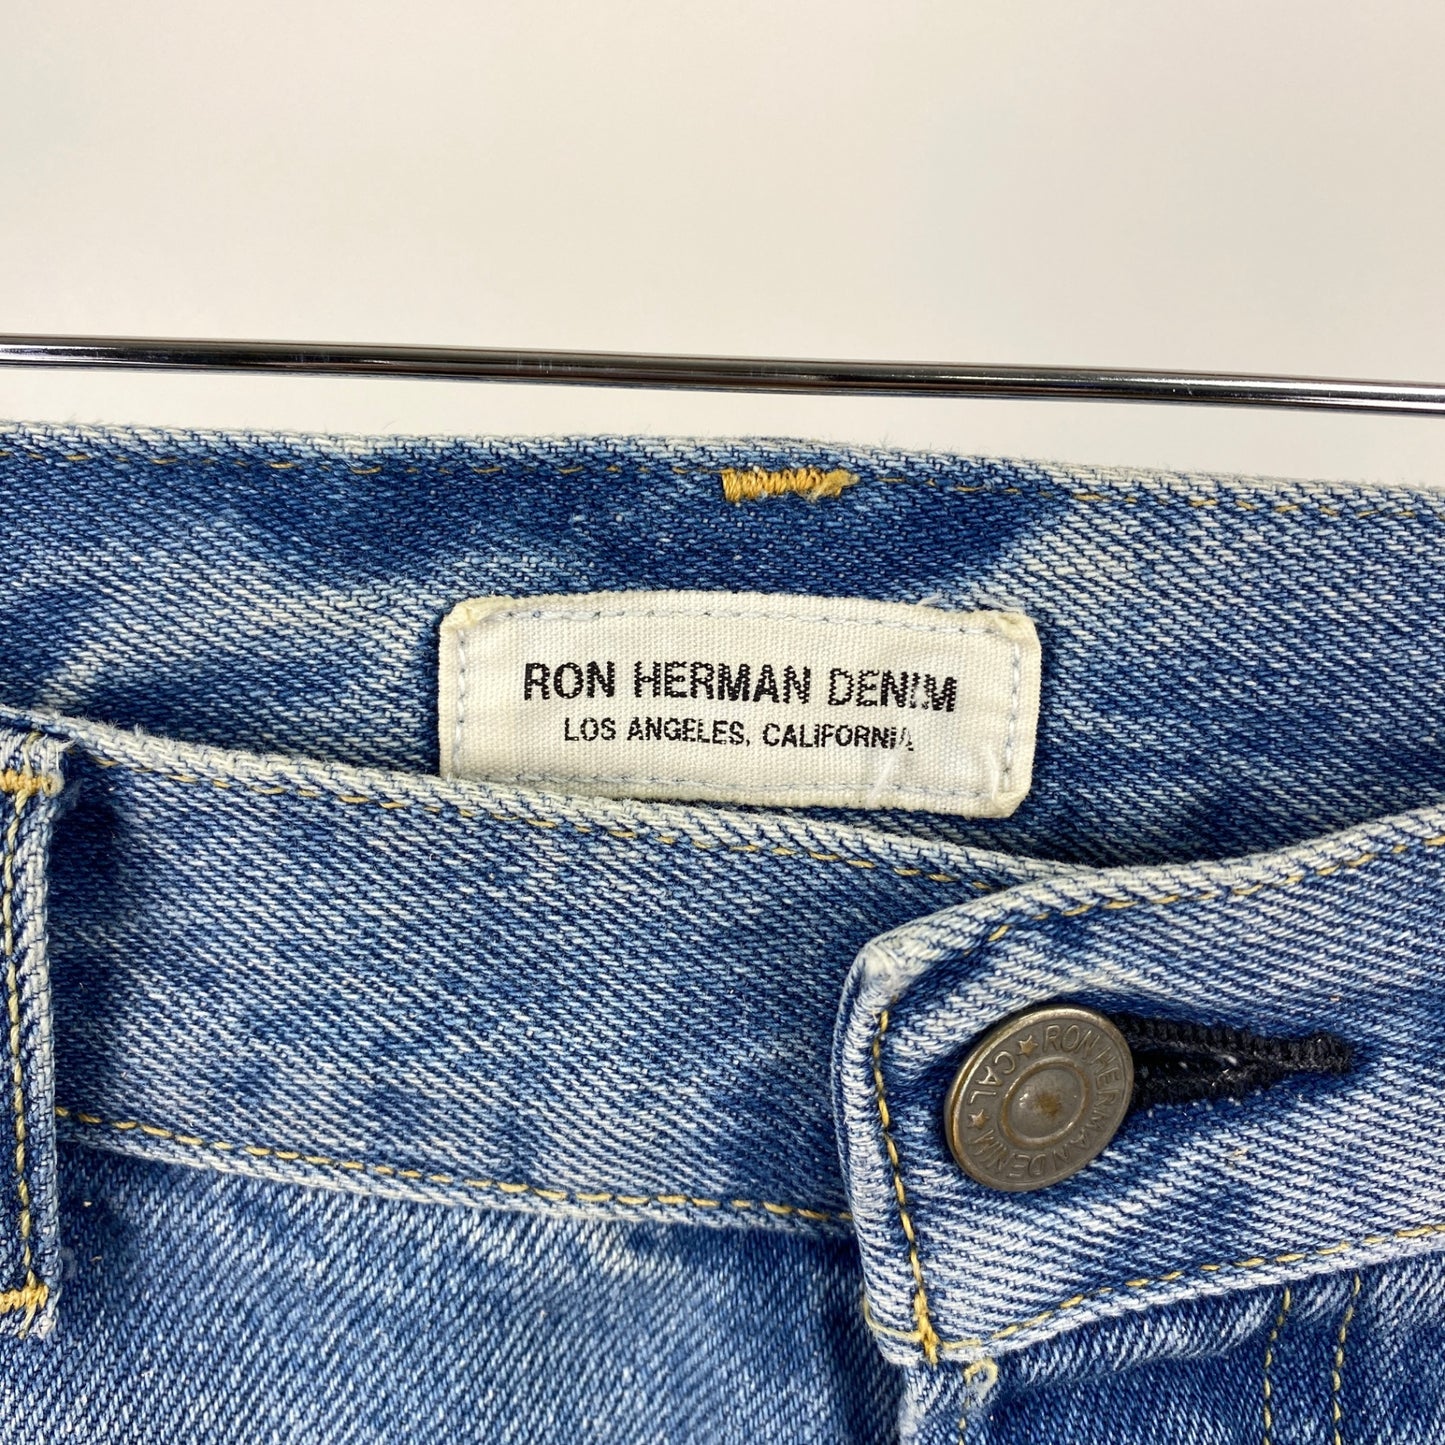 RON HERMAN DENIM
LOS ANGELES, CALIFORNIA
RON HERMAN DENIM ★ CAL ★